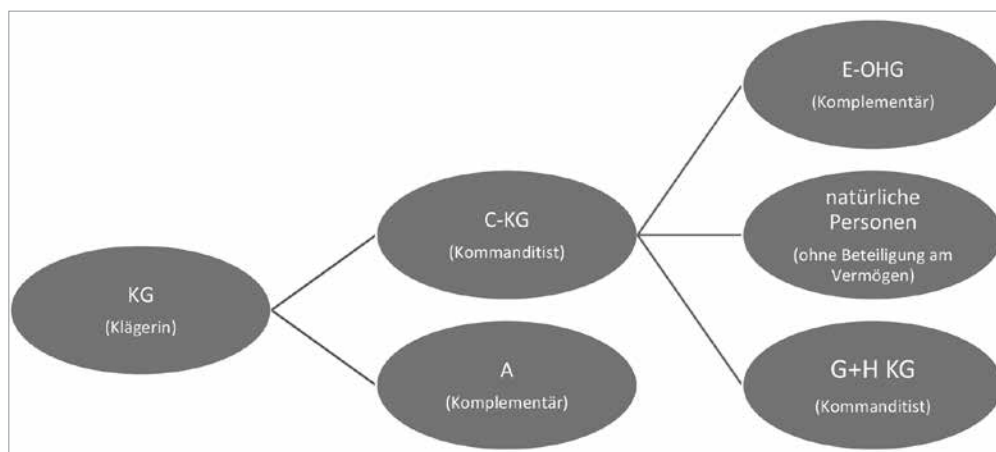 KG
(Klägerin)
C-KG
(Kommanditist)
A
(Komplementär)
E-OHG
(Komplementär)
natürliche
Personen
(ohne Beteiligung am
Vermögen)
G+H KG
(Kommanditist)